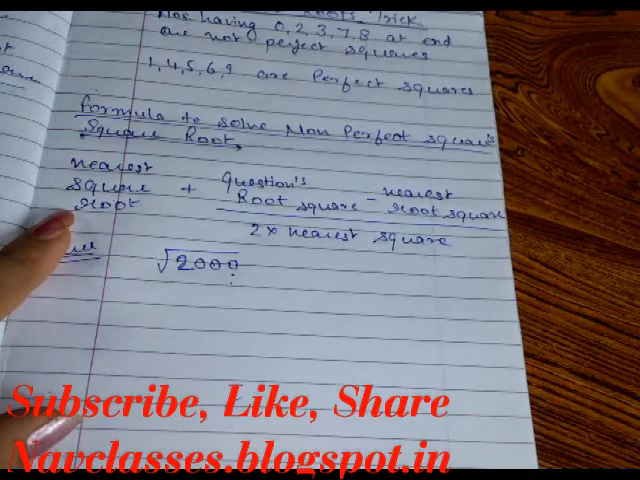 Roots Trick.
Nos having 0, 2, 3, 7, 8 at end
are not perfect squares
1, 4, 5, 6, 9 are Perfect squares
Formula to solve Non Perfect square's
Square Root,
nearest square root + Question's Root square - nearest root square
2 x nearest square
√2000
Subscribe, Like, Share
Navclasses.blogspot.in